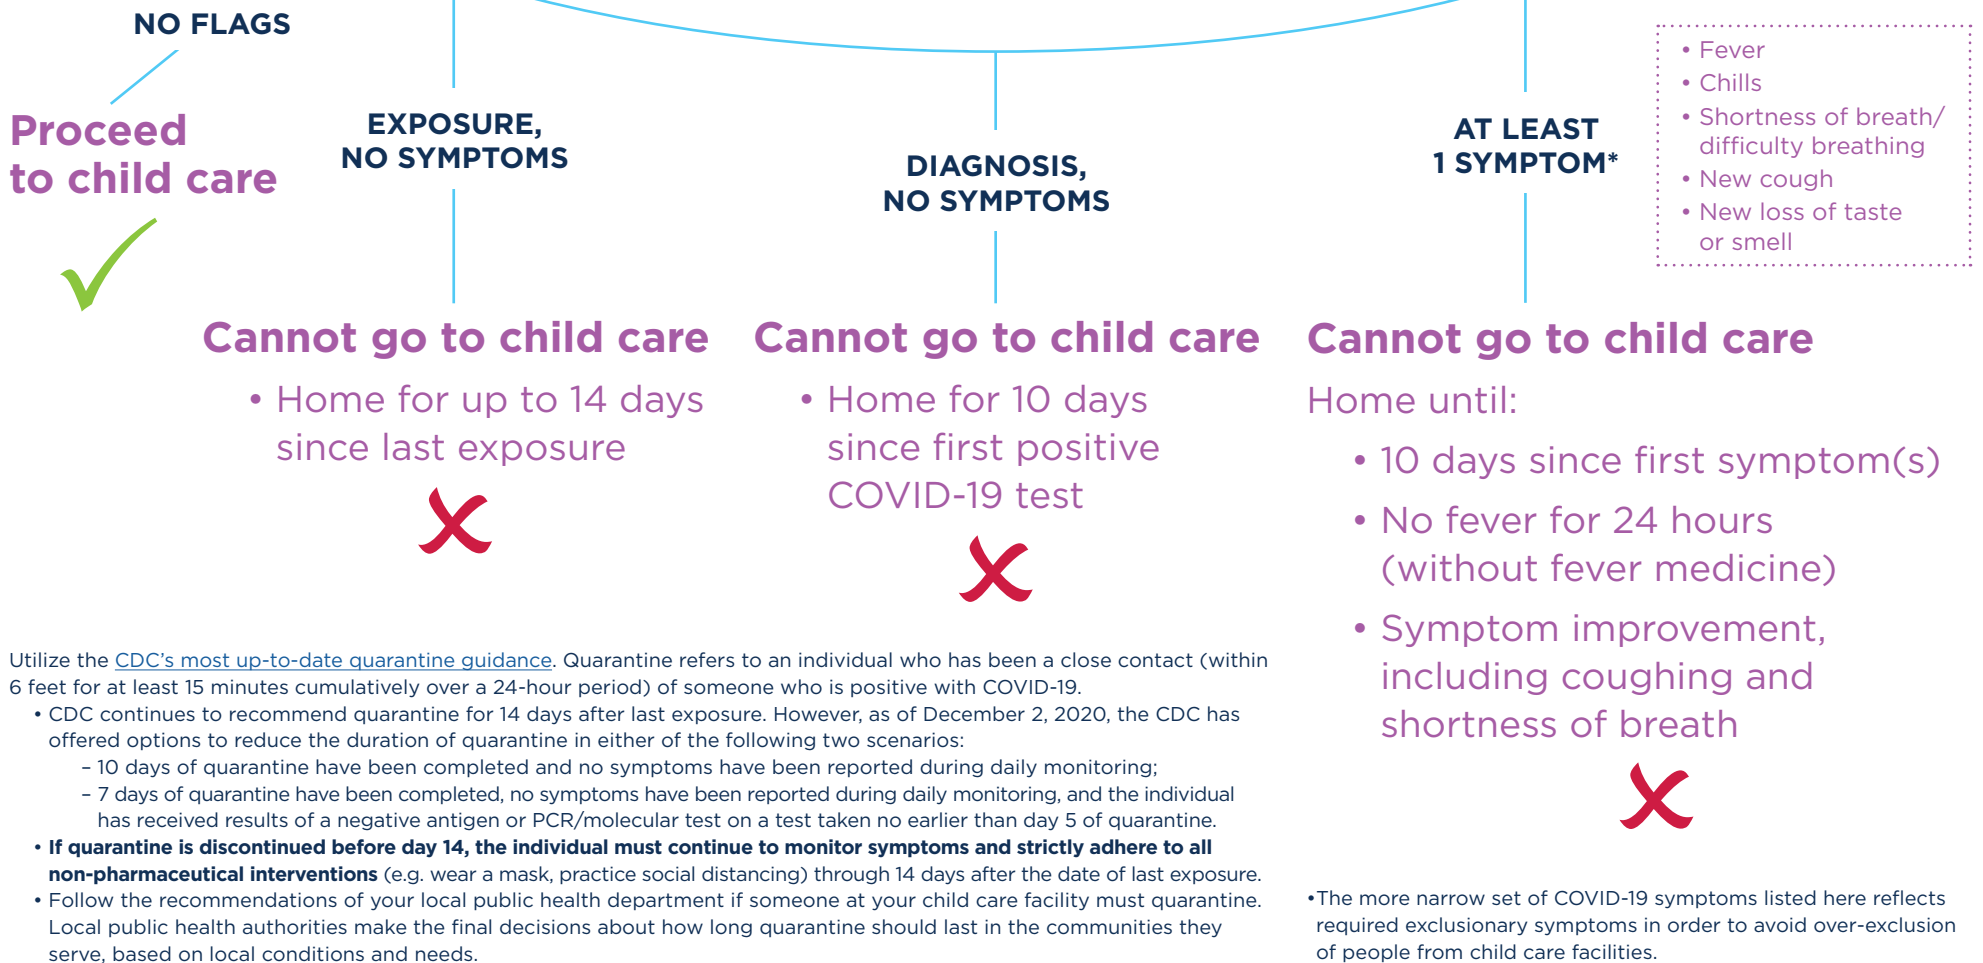 NO FLAGS
Proceed
to child care
EXPOSURE,
NO SYMPTOMS
DIAGNOSIS,
NO SYMPTOMS
AT LEAST
1 SYMPTOM*
• Fever
• Chills
• Shortness of breath/
difficulty breathing
• New cough
• New loss of taste
or smell
Cannot go to child care
• Home for up to 14 days
since last exposure
Cannot go to child care
• Home for 10 days
since first positive
COVID-19 test
Cannot go to child care
Home until:
• 10 days since first symptom(s)
• No fever for 24 hours
(without fever medicine)
• Symptom improvement,
including coughing and
shortness of breath
Utilize the CDC's most up-to-date quarantine guidance. Quarantine refers to an individual who has been a close contact (within
6 feet for at least 15 minutes cumulatively over a 24-hour period) of someone who is positive with COVID-19.
• CDC continues to recommend quarantine for 14 days after last exposure. However, as of December 2, 2020, the CDC has
offered options to reduce the duration of quarantine in either of the following two scenarios:
– 10 days of quarantine have been completed and no symptoms have been reported during daily monitoring;
– 7 days of quarantine have been completed, no symptoms have been reported during daily monitoring, and the individual
has received results of a negative antigen or PCR/molecular test on a test taken no earlier than day 5 of quarantine.
• If quarantine is discontinued before day 14, the individual must continue to monitor symptoms and strictly adhere to all
non-pharmaceutical interventions (e.g. wear a mask, practice social distancing) through 14 days after the date of last exposure.
• Follow the recommendations of your local public health department if someone at your child care facility must quarantine.
Local public health authorities make the final decisions about how long quarantine should last in the communities they
serve, based on local conditions and needs.
•The more narrow set of COVID-19 symptoms listed here reflects
required exclusionary symptoms in order to avoid over-exclusion
of people from child care facilities.